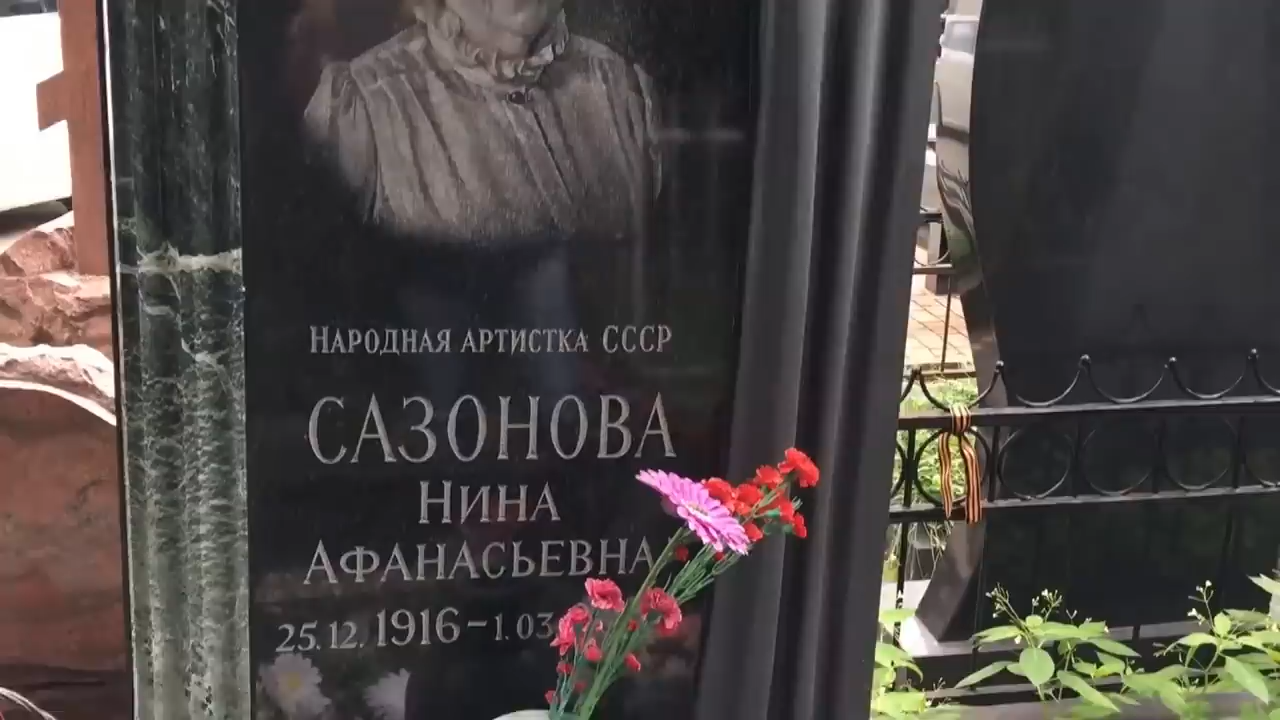 НАРОДНАЯ АРТИСТКА СССР
САЗОНОВА
НИНА
АФАНАСЬЕВНА
25.12.1916-1.03